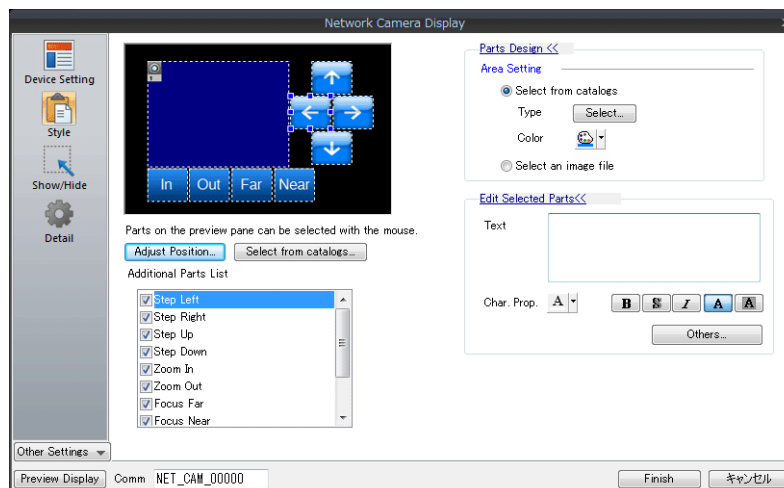 Network Camera Display
Device Setting
Style
Show/Hide
Detail
Other Settings
1
In Out Far Near
Parts on the preview pane can be selected with the mouse.
Adjust Position... Select from catalogs...
Additional Parts List
Step Left
Step Right
Step Up
Step Down
Zoom In
Zoom Out
Focus Far
Focus Near
Parts Design <<
Area Setting
Select from catalogs
Type Select...
Color
Select an image file
Edit Selected Parts<<
Text
Char. Prop. A B S I A A
Others...
Preview Display Comm NET_CAM_00000 Finish キャンセル